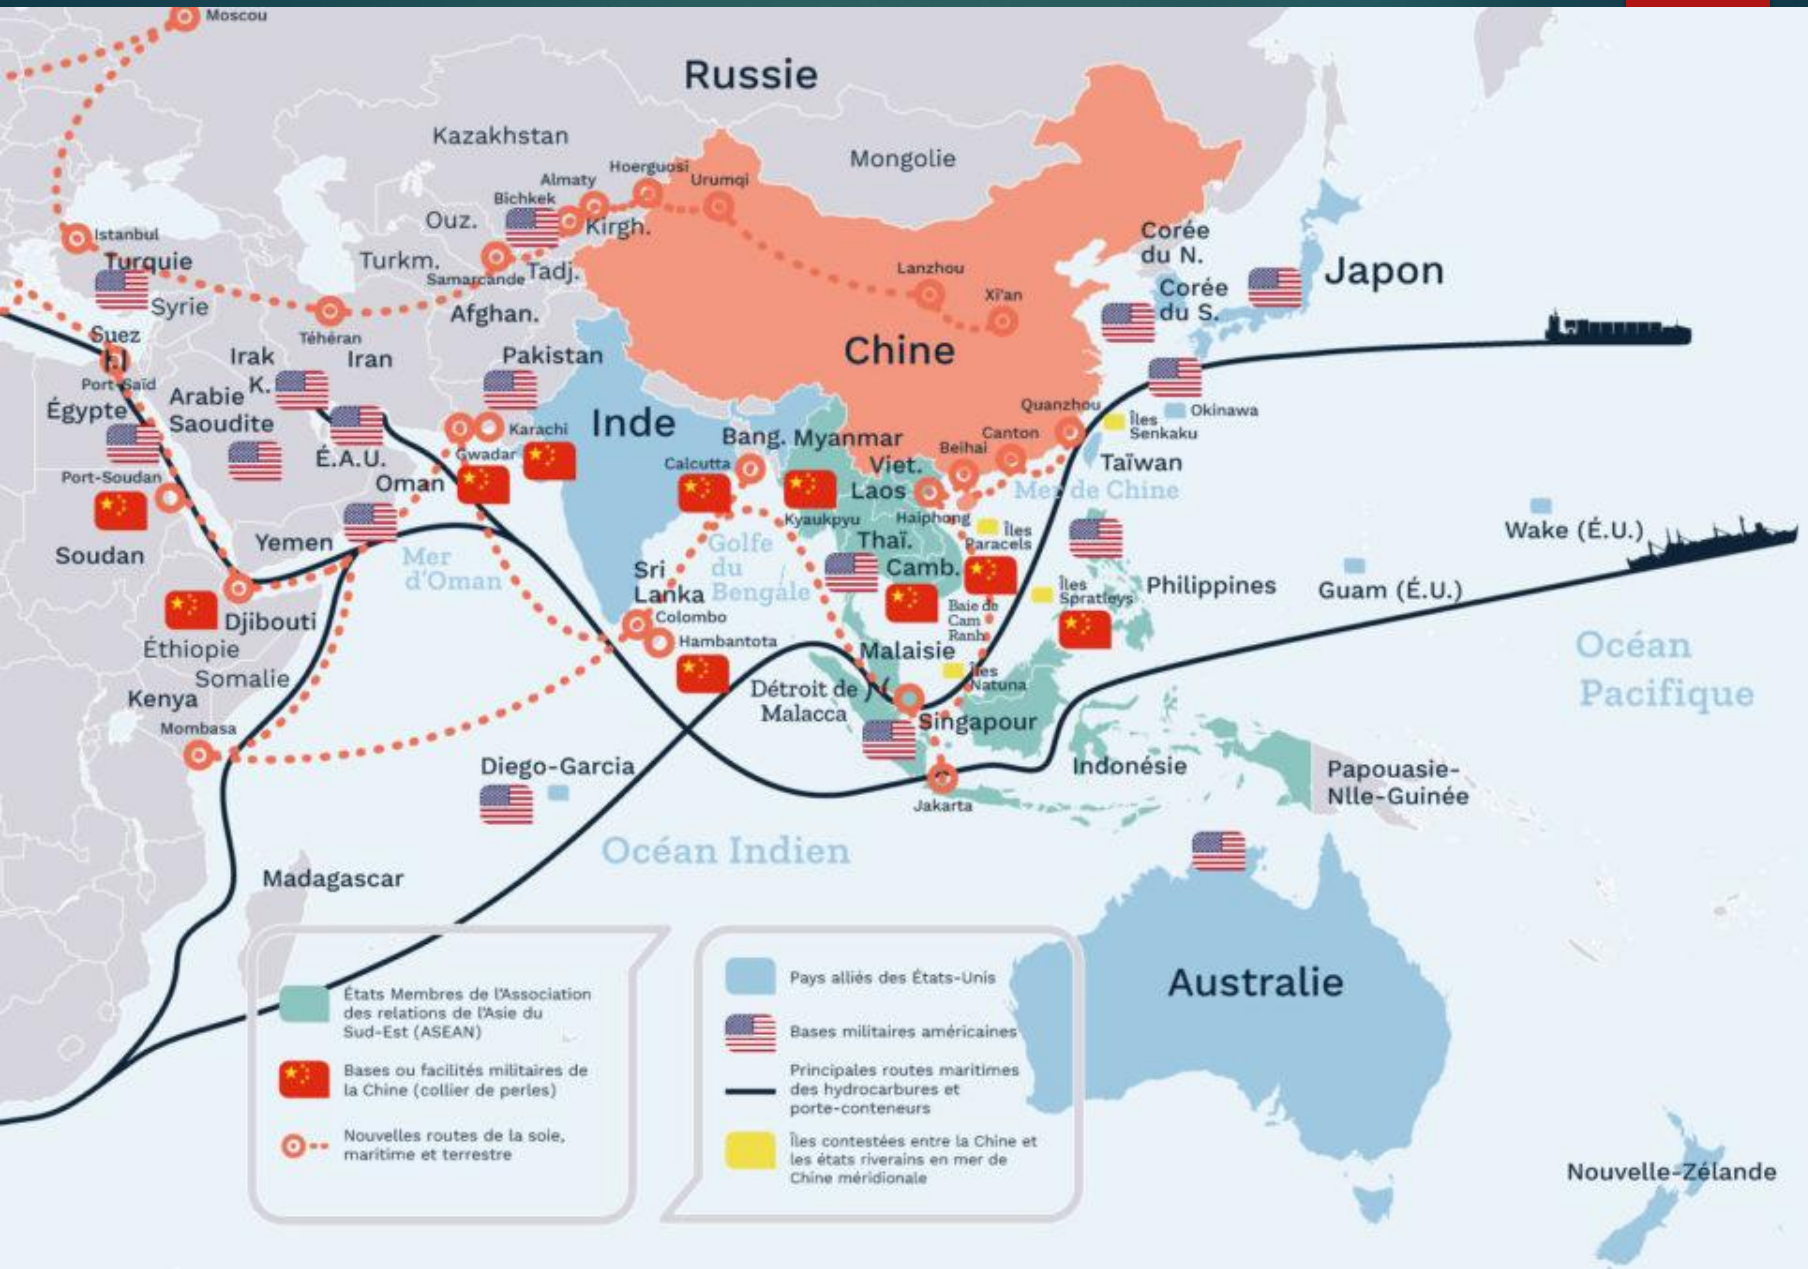 Moscou
Russie
Kazakhstan
Mongolie
Hoerguosi
Almaty
Urumqi
Bichkek
Ouz.
Kirgh.
Istanbul
Turquie
Turkm.
Samarcande
Tadj.
Lanzhou
Xi'an
Corée
du N.
Japon
Corée
du S.
Syrie
Afghan.
Suez
Téhéran
Irak
Iran
Pakistan
Chine
Port-Saïd
K.
Arabie
Saoudite
Égypte
Inde
Quanzhou
Okinawa
Îles
Senkaku
Karachi
Gwadar
É.A.U.
Oman
Bang.
Myanmar
Canton
Beihai
Calcutta
Viet.
Laos
Taïwan
Mer de Chine
Port-Soudan
Kyaukpyu
Haiphong
Îles
Paracels
Wake (É.U.)
Soudan
Yemen
Mer
d'Oman
Golfe
du
Bengale
Thaï.
Camb.
Sri
Lanka
Îles
Spratleys
Philippines
Guam (É.U.)
Baie de
Cam
Ranh
Djibouti
Colombo
Éthiopie
Hambantota
Malaisie
Océan
Pacifique
Somalie
Îles
Natuna
Kenya
Détroit de
Malacca
Mombasa
Singapour
Diego-Garcia
Indonésie
Papouasie-
Nlle-Guinée
Jakarta
Océan Indien
Madagascar
Australie
États Membres de l'Association
des relations de l'Asie du
Sud-Est (ASEAN)
Bases ou facilités militaires de
la Chine (collier de perles)
Nouvelles routes de la soie,
maritime et terrestre
Pays alliés des États-Unis
Bases militaires américaines
Principales routes maritimes
des hydrocarbures et
porte-conteneurs
Îles contestées entre la Chine et
les états riverains en mer de
Chine méridionale
Nouvelle-Zélande